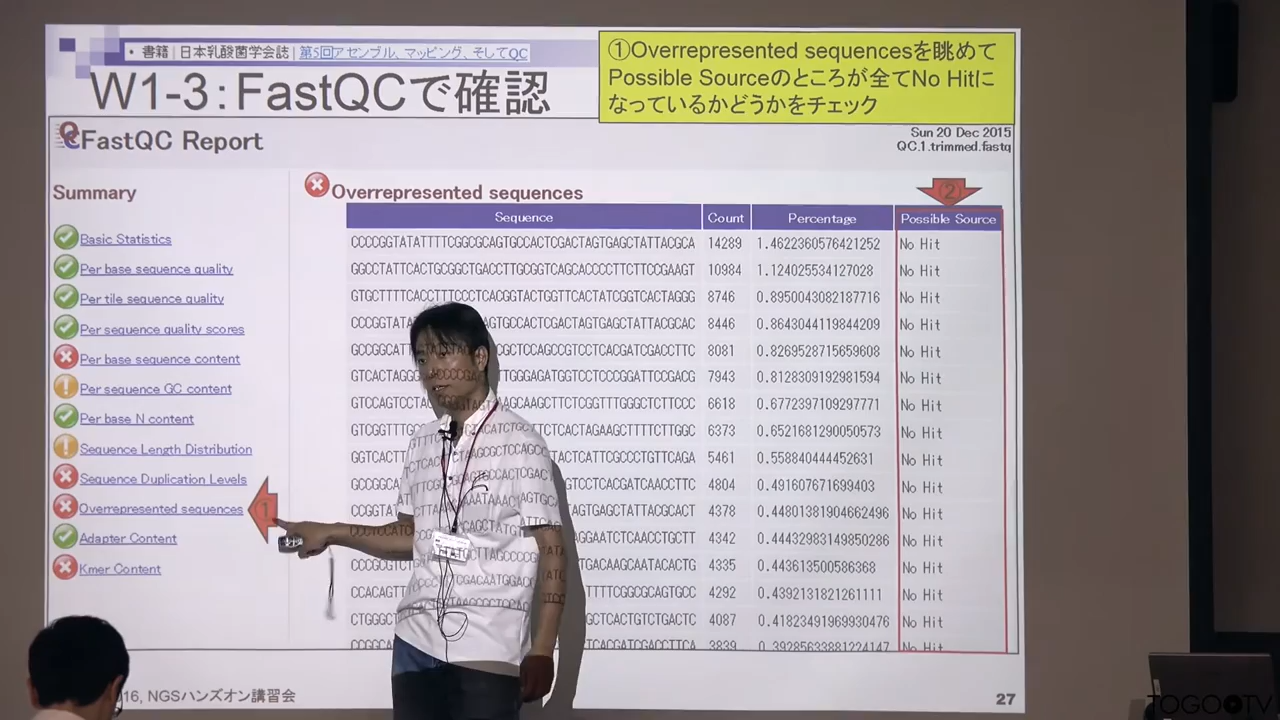 • 書籍 | 日本乳酸菌学会誌 | 第5回アセンブル、マッピング、そしてQC
W1-3：FastQCで確認
①Overrepresented sequencesを眺めて
Possible Sourceのところが全てNo Hitに
なっているかどうかをチェック
FastQC Report
Sun 20 Dec 2015
QC.1.trimmed.fastq
Summary
Basic Statistics
Per base sequence quality
Per tile sequence quality
Per sequence quality scores
Per base sequence content
Per sequence GC content
Per base N content
Sequence Length Distribution
Sequence Duplication Levels
Overrepresented sequences
Adapter Content
Kmer Content
①
Overrepresented sequences
②
Sequence Count Percentage Possible Source
CCCCGGTATATTTTCGGCGCAGTGCCACTCGACTAGTGAGCTATTACGCA 14289 1.4622360576421252 No Hit
GGCCTATTCACTGCGGCTGACCTTGCGGTCAGCACCCCTTCTTCCGAAGT 10984 1.124025534127028 No Hit
GTGCTTTTCACCTTTCCCTCACGGTACTGGTTCACTATCGGTCACTAGGG 8746 0.8950043082187716 No Hit
8446 0.8643044119844209 No Hit
8081 0.8269528715659608 No Hit
7943 0.8128309192981594 No Hit
6618 0.6772397109297771 No Hit
6373 0.6521681290050573 No Hit
5461 0.558840444452631 No Hit
4804 0.491607671699403 No Hit
4378 0.44801381904662496 No Hit
4342 0.44432983149850286 No Hit
4335 0.443613500586368 No Hit
4292 0.4392131821261111 No Hit
4087 0.41823491969930476 No Hit
3839 0.39285633881224147 No Hit
16, NGSハンズオン講習会
27
TOGOTV